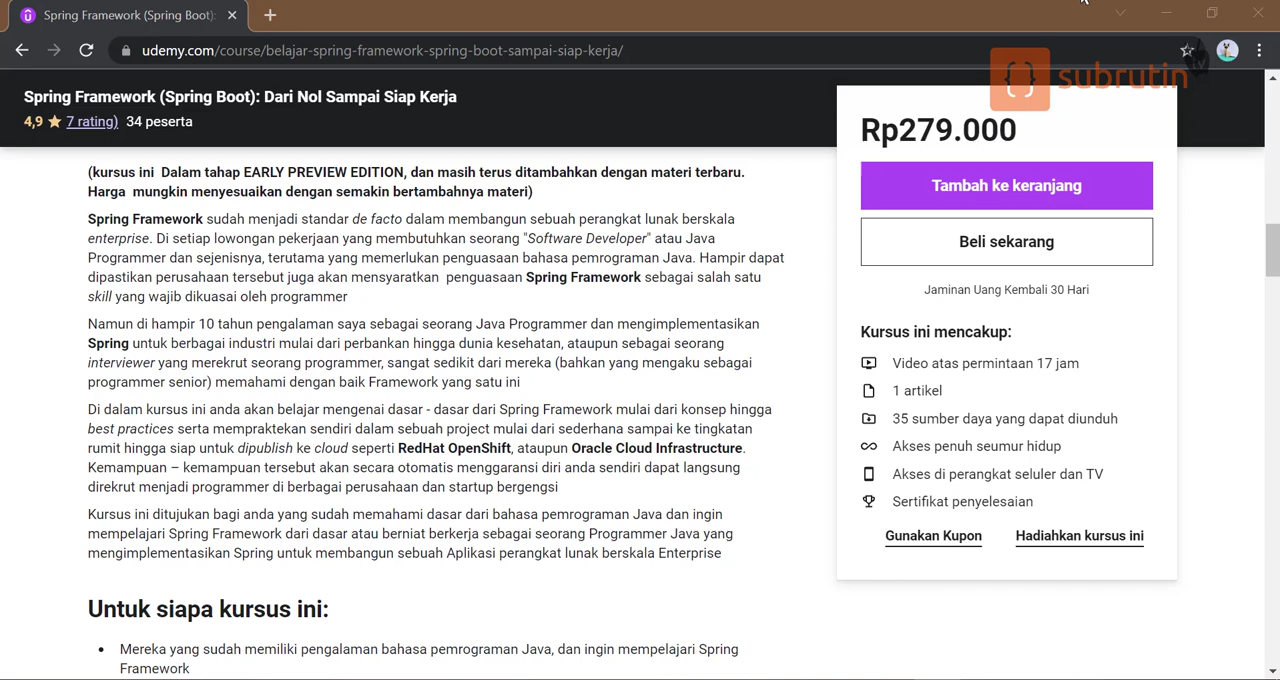 Spring Framework (Spring Boot):
udemy.com/course/belajar-spring-framework-spring-boot-sampai-siap-kerja/
subrutin
tv
Spring Framework (Spring Boot): Dari Nol Sampai Siap Kerja
4,9 ★ 7 rating) 34 peserta
(kursus ini Dalam tahap EARLY PREVIEW EDITION, dan masih terus ditambahkan dengan materi terbaru.
Harga mungkin menyesuaikan dengan semakin bertambahnya materi)
Spring Framework sudah menjadi standar de facto dalam membangun sebuah perangkat lunak berskala
enterprise. Di setiap lowongan pekerjaan yang membutuhkan seorang "Software Developer" atau Java
Programmer dan sejenisnya, terutama yang memerlukan penguasaan bahasa pemrograman Java. Hampir dapat
dipastikan perusahaan tersebut juga akan mensyaratkan penguasaan Spring Framework sebagai salah satu
skill yang wajib dikuasai oleh programmer
Namun di hampir 10 tahun pengalaman saya sebagai seorang Java Programmer dan mengimplementasikan
Spring untuk berbagai industri mulai dari perbankan hingga dunia kesehatan, ataupun sebagai seorang
interviewer yang merekrut seorang programmer, sangat sedikit dari mereka (bahkan yang mengaku sebagai
programmer senior) memahami dengan baik Framework yang satu ini
Di dalam kursus ini anda akan belajar mengenai dasar - dasar dari Spring Framework mulai dari konsep hingga
best practices serta mempraktekan sendiri dalam sebuah project mulai dari sederhana sampai ke tingkatan
rumit hingga siap untuk dipublish ke cloud seperti RedHat OpenShift, ataupun Oracle Cloud Infrastructure.
Kemampuan – kemampuan tersebut akan secara otomatis menggaransi diri anda sendiri dapat langsung
direkrut menjadi programmer di berbagai perusahaan dan startup bergengsi
Kursus ini ditujukan bagi anda yang sudah memahami dasar dari bahasa pemrograman Java dan ingin
mempelajari Spring Framework dari dasar atau berniat berkerja sebagai seorang Programmer Java yang
mengimplementasikan Spring untuk membangun sebuah Aplikasi perangkat lunak berskala Enterprise
Untuk siapa kursus ini:
• Mereka yang sudah memiliki pengalaman bahasa pemrograman Java, dan ingin mempelajari Spring
Framework
Rp279.000
Tambah ke keranjang
Beli sekarang
Jaminan Uang Kembali 30 Hari
Kursus ini mencakup:
Video atas permintaan 17 jam
1 artikel
35 sumber daya yang dapat diunduh
Akses penuh seumur hidup
Akses di perangkat seluler dan TV
Sertifikat penyelesaian
Gunakan Kupon Hadiahkan kursus ini